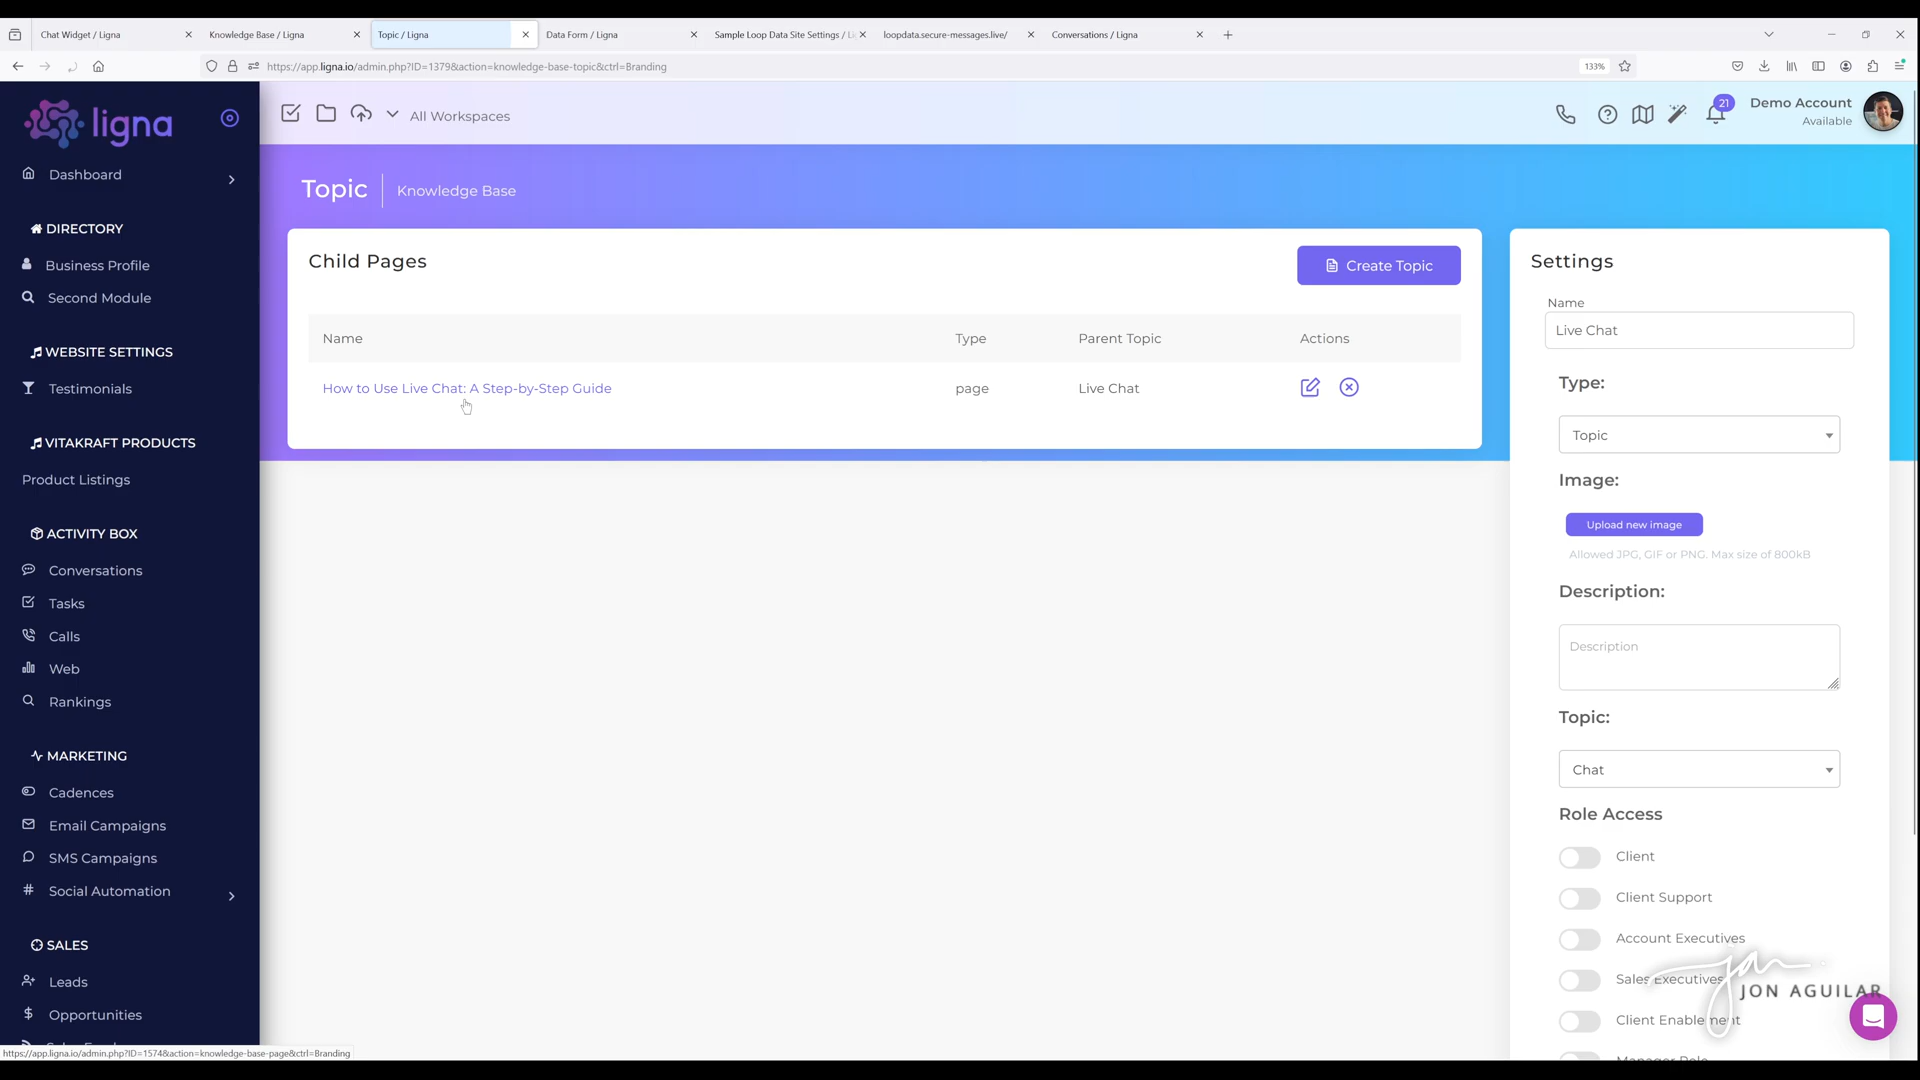 Chat Widget / Ligna
Knowledge Base / Ligna
Topic / Ligna
Data Form / Ligna
Sample Loop Data Site Settings / Li
loopdata.secure-messages.live/
Conversations / Ligna
https://app.ligna.io/admin.php?ID=1379&action=knowledge-base-topic&ctrl=Branding
133%
ligna
All Workspaces
21
Demo Account
Available
Dashboard
DIRECTORY
Business Profile
Second Module
WEBSITE SETTINGS
Testimonials
VITAKRAFT PRODUCTS
Product Listings
ACTIVITY BOX
Conversations
Tasks
Calls
Web
Rankings
MARKETING
Cadences
Email Campaigns
SMS Campaigns
Social Automation
SALES
Leads
Opportunities
https://app.ligna.io/admin.php?ID=1574&action=knowledge-base-page&ctrl=Branding
Topic
Knowledge Base
Child Pages
Create Topic
Name
Type
Parent Topic
Actions
How to Use Live Chat: A Step-by-Step Guide
page
Live Chat
Settings
Name
Live Chat
Type:
Topic
Image:
Upload new image
Allowed JPG, GIF or PNG. Max size of 800kB
Description:
Description
Topic:
Chat
Role Access
Client
Client Support
Account Executives
Sales Executives
Client Enablement
Manager Role
jon
JON AGUILAR